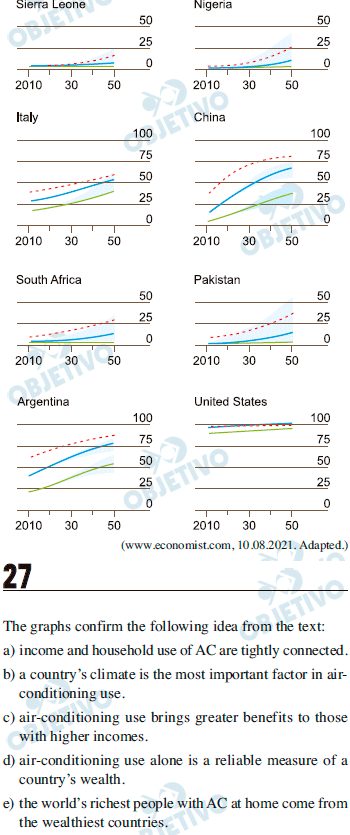 Sierra Leone
50
25
0
2010 30 50
Nigeria
50
25
0
2010 30 50
Italy
100
75
50
25
0
2010 30 50
China
100
75
50
25
0
2010 30 50
South Africa
50
25
0
2010 30 50
Pakistan
50
25
0
2010 30 50
Argentina
100
75
50
25
0
2010 30 50
United States
100
75
50
25
0
2010 30 50
OBJETIVO
(www.economist.com, 10.08.2021. Adapted.)
27
The graphs confirm the following idea from the text:
a) income and household use of AC are tightly connected.
b) a country’s climate is the most important factor in air-
conditioning use.
c) air-conditioning use brings greater benefits to those
with higher incomes.
d) air-conditioning use alone is a reliable measure of a
country’s wealth.
e) the world’s richest people with AC at home come from
the wealthiest countries.